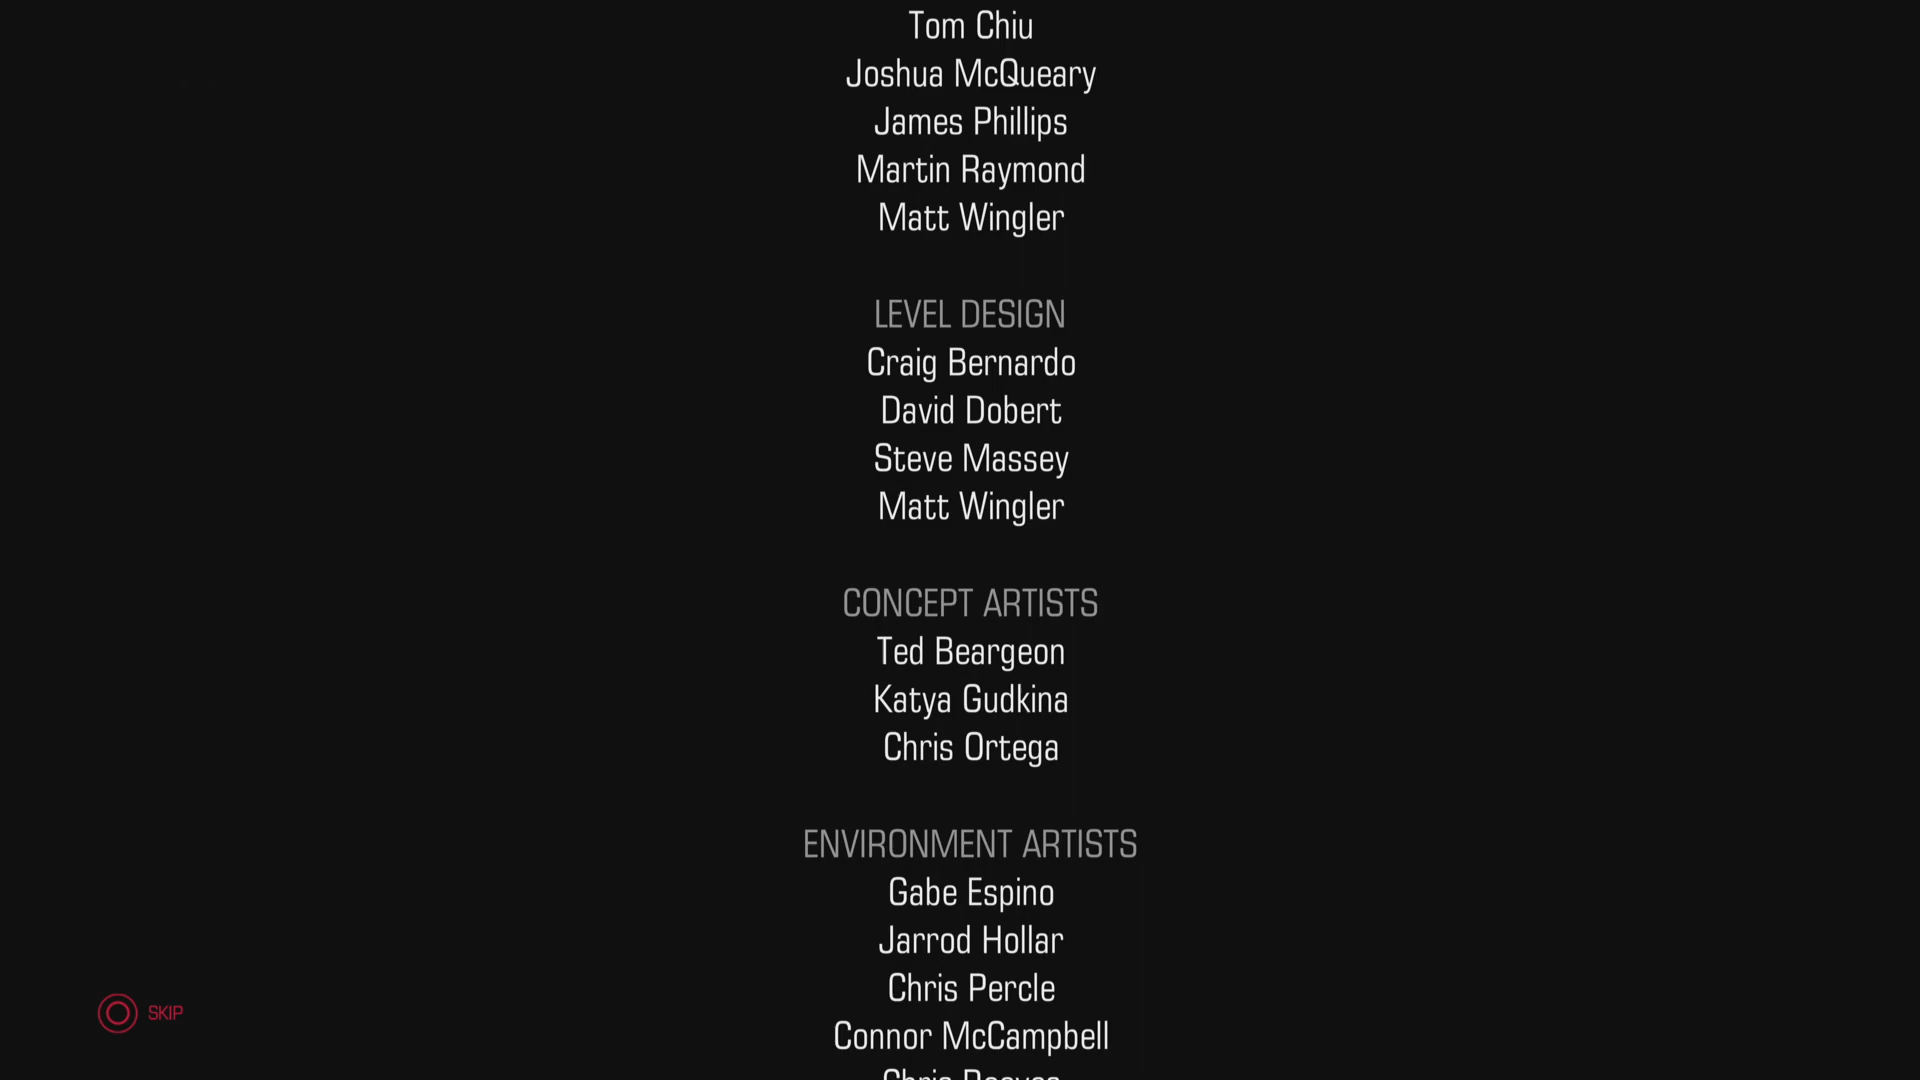 Tom Chiu
Joshua McQueary
James Phillips
Martin Raymond
Matt Wingler
LEVEL DESIGN
Craig Bernardo
David Dobert
Steve Massey
Matt Wingler
CONCEPT ARTISTS
Ted Beargeon
Katya Gudkina
Chris Ortega
ENVIRONMENT ARTISTS
Gabe Espino
Jarrod Hollar
Chris Percle
Connor McCampbell
Chris
SKIP